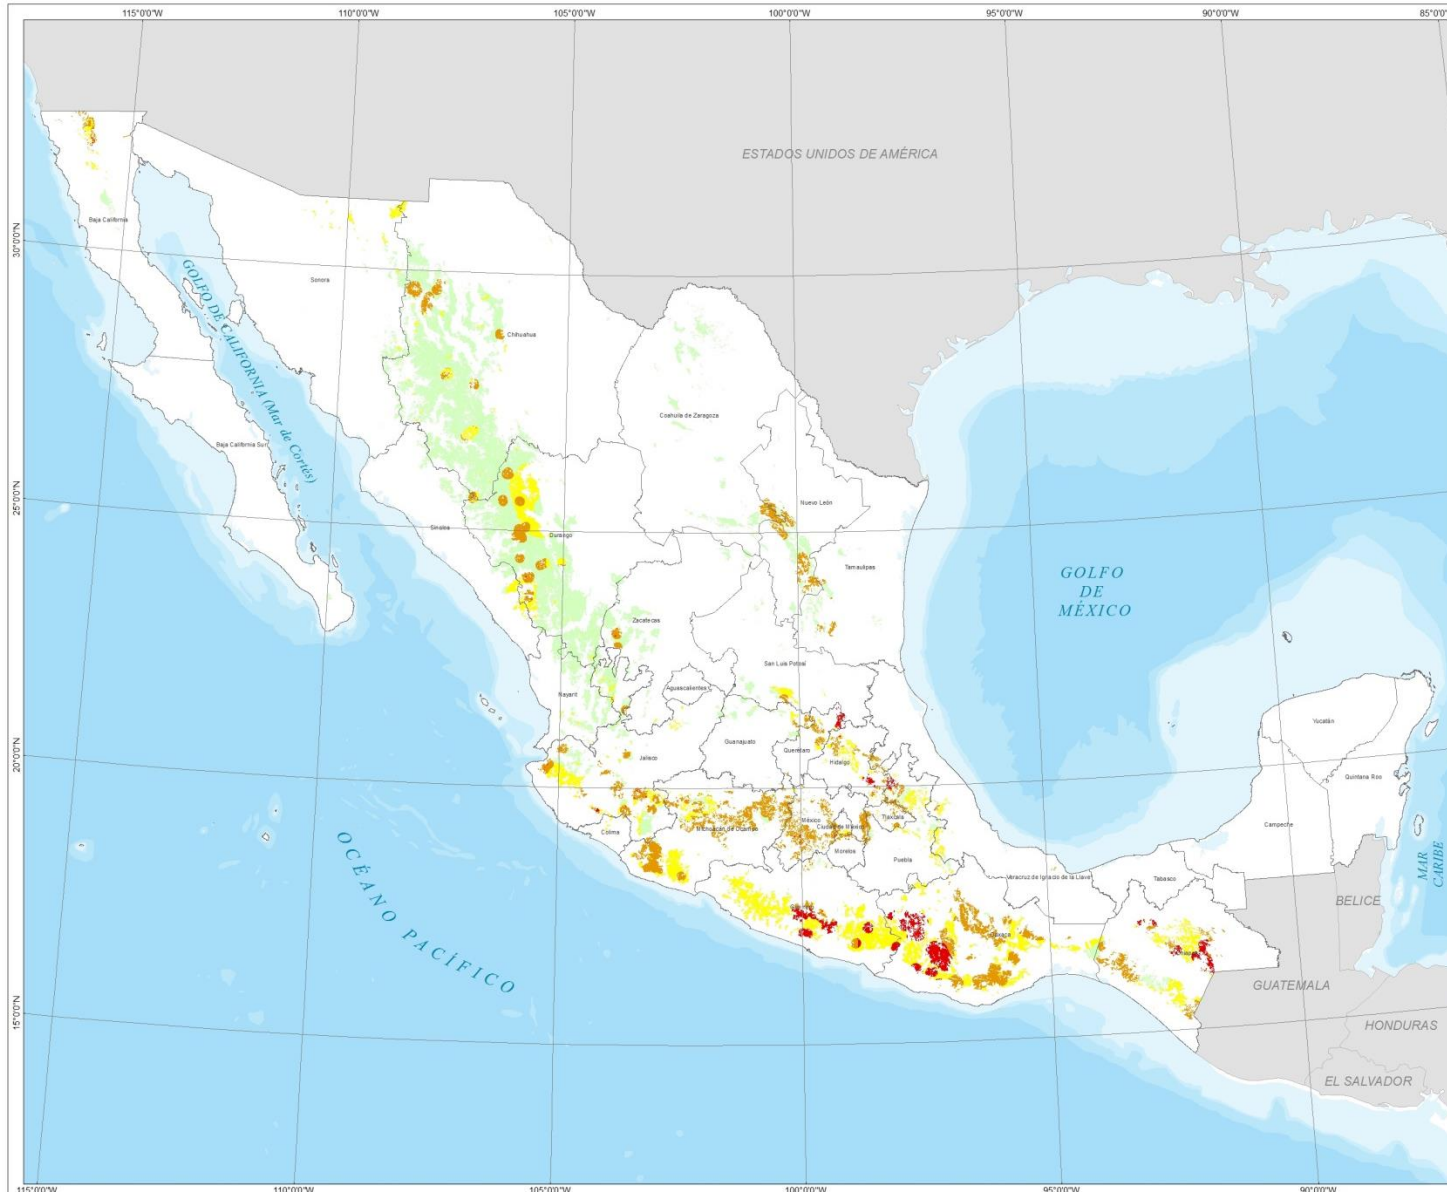 115°0'0"W
110°0'0"W
105°0'0"W
100°0'0"W
95°0'0"W
90°0'0"W
85°0'0"W
ESTADOS UNIDOS DE AMÉRICA
30°0'0"N
Baja California
Sonora
GOLFO DE CALIFORNIA (Mar de Cortés)
Chihuahua
Coahuila de Zaragoza
Baja California Sur
25°0'0"N
Sinaloa
Durango
Nuevo León
Tamaulipas
GOLFO
DE
MÉXICO
Zacatecas
San Luis Potosí
Nayarit
Aguascalientes
Yucatán
20°0'0"N
Jalisco
Guanajuato
Querétaro
Hidalgo
Quintana Roo
Colima
Michoacán de Ocampo
México
Ciudad de México
Tlaxcala
Campeche
Morelos
Puebla
MAR
CARIBE
Veracruz de Ignacio de la Llave
Tabasco
BELICE
OCÉANO PACÍFICO
Oaxaca
GUATEMALA
15°0'0"N
HONDURAS
EL SALVADOR
115°0'0"W
110°0'0"W
105°0'0"W
100°0'0"W
95°0'0"W
90°0'0"W